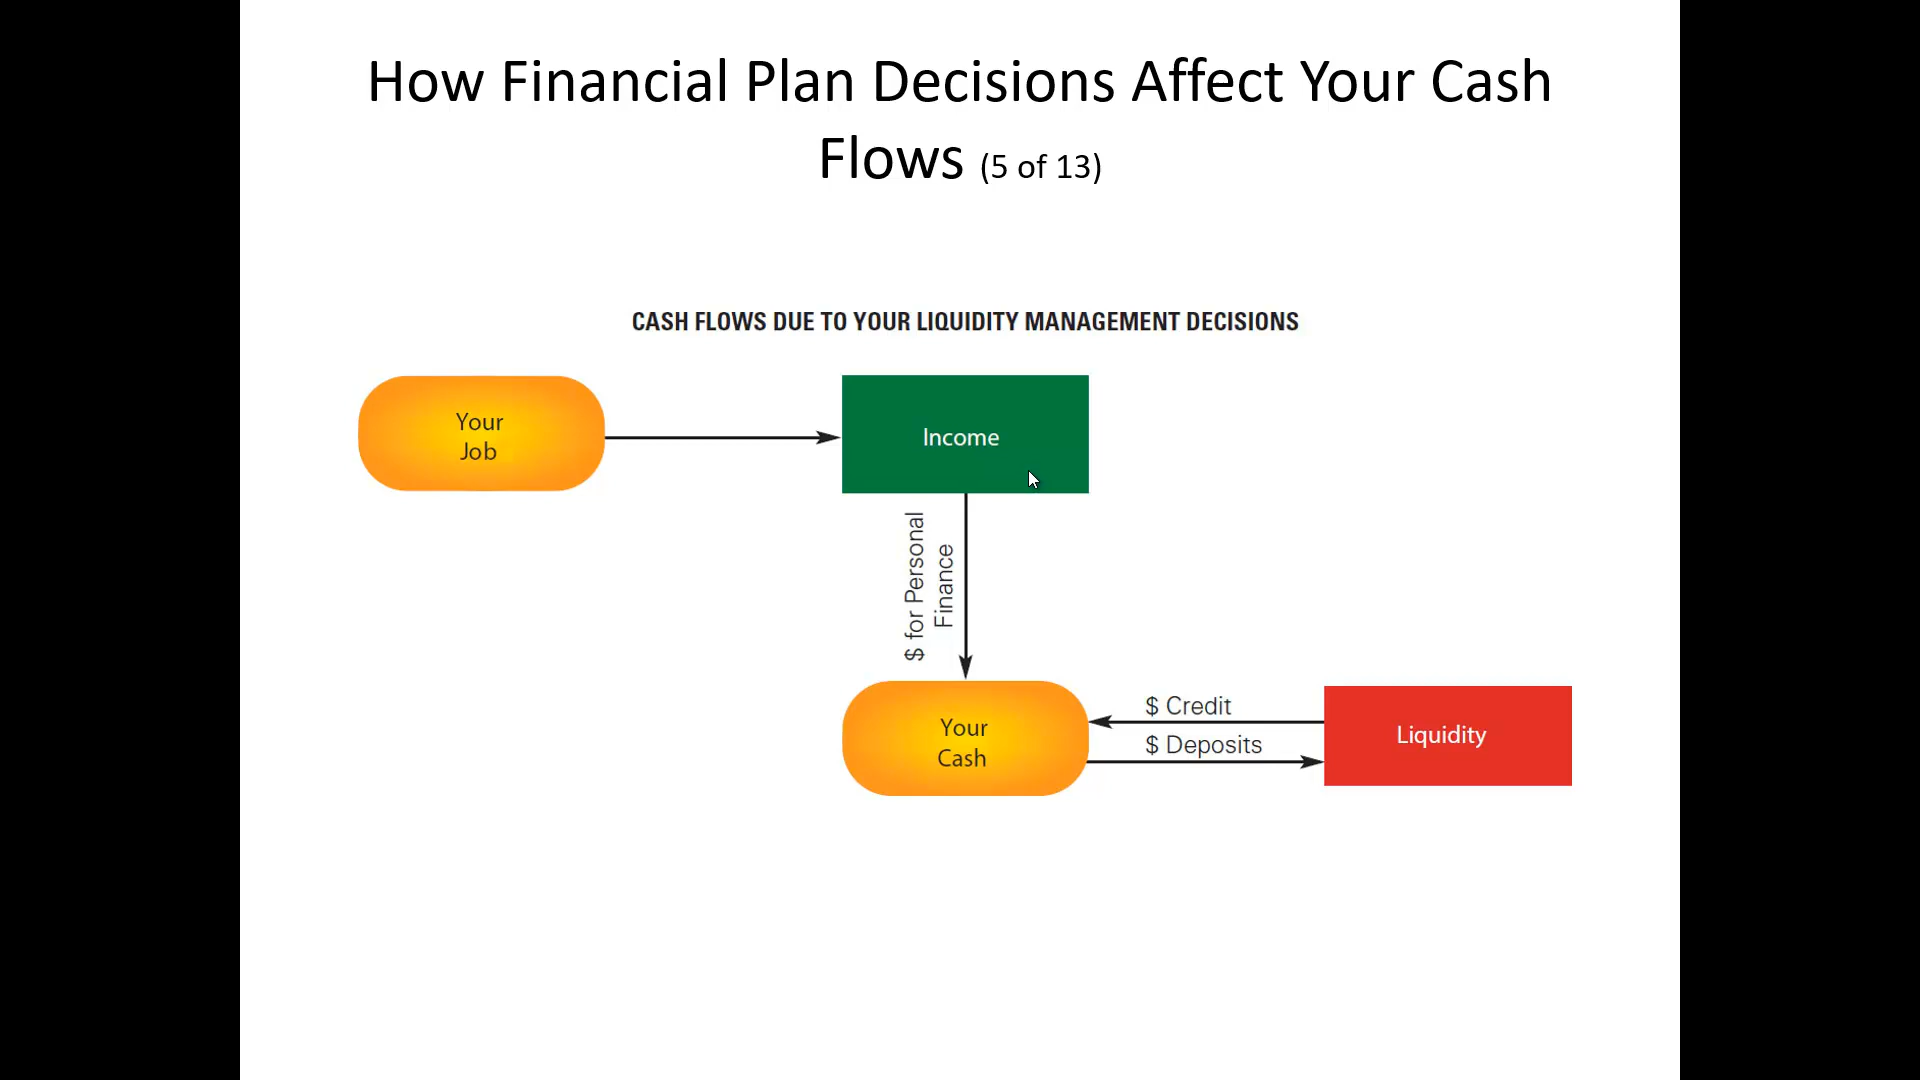 How Financial Plan Decisions Affect Your Cash
Flows (5 of 13)
CASH FLOWS DUE TO YOUR LIQUIDITY MANAGEMENT DECISIONS
Your
Job
Income
$ for Personal
Finance
Your
Cash
$ Credit
$ Deposits
Liquidity